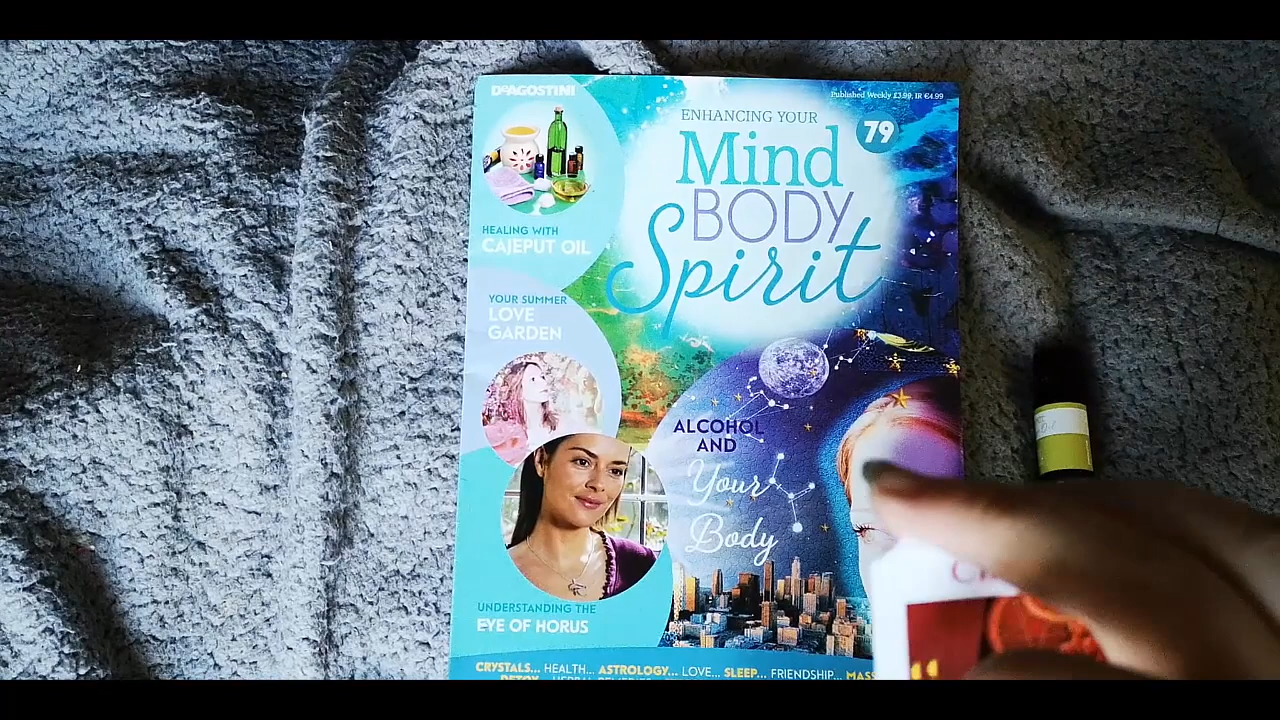 DeAGOSTINI
Published Weekly £3.99, IR €4.99
ENHANCING YOUR
79
Mind
BODY
Spirit
HEALING WITH
CAJEPUT OIL
YOUR SUMMER
LOVE
GARDEN
ALCOHOL
AND
Your
Body
UNDERSTANDING THE
EYE OF HORUS
CRYSTALS... HEALTH... ASTROLOGY... LOVE... SLEEP... FRIENDSHIP... MASS